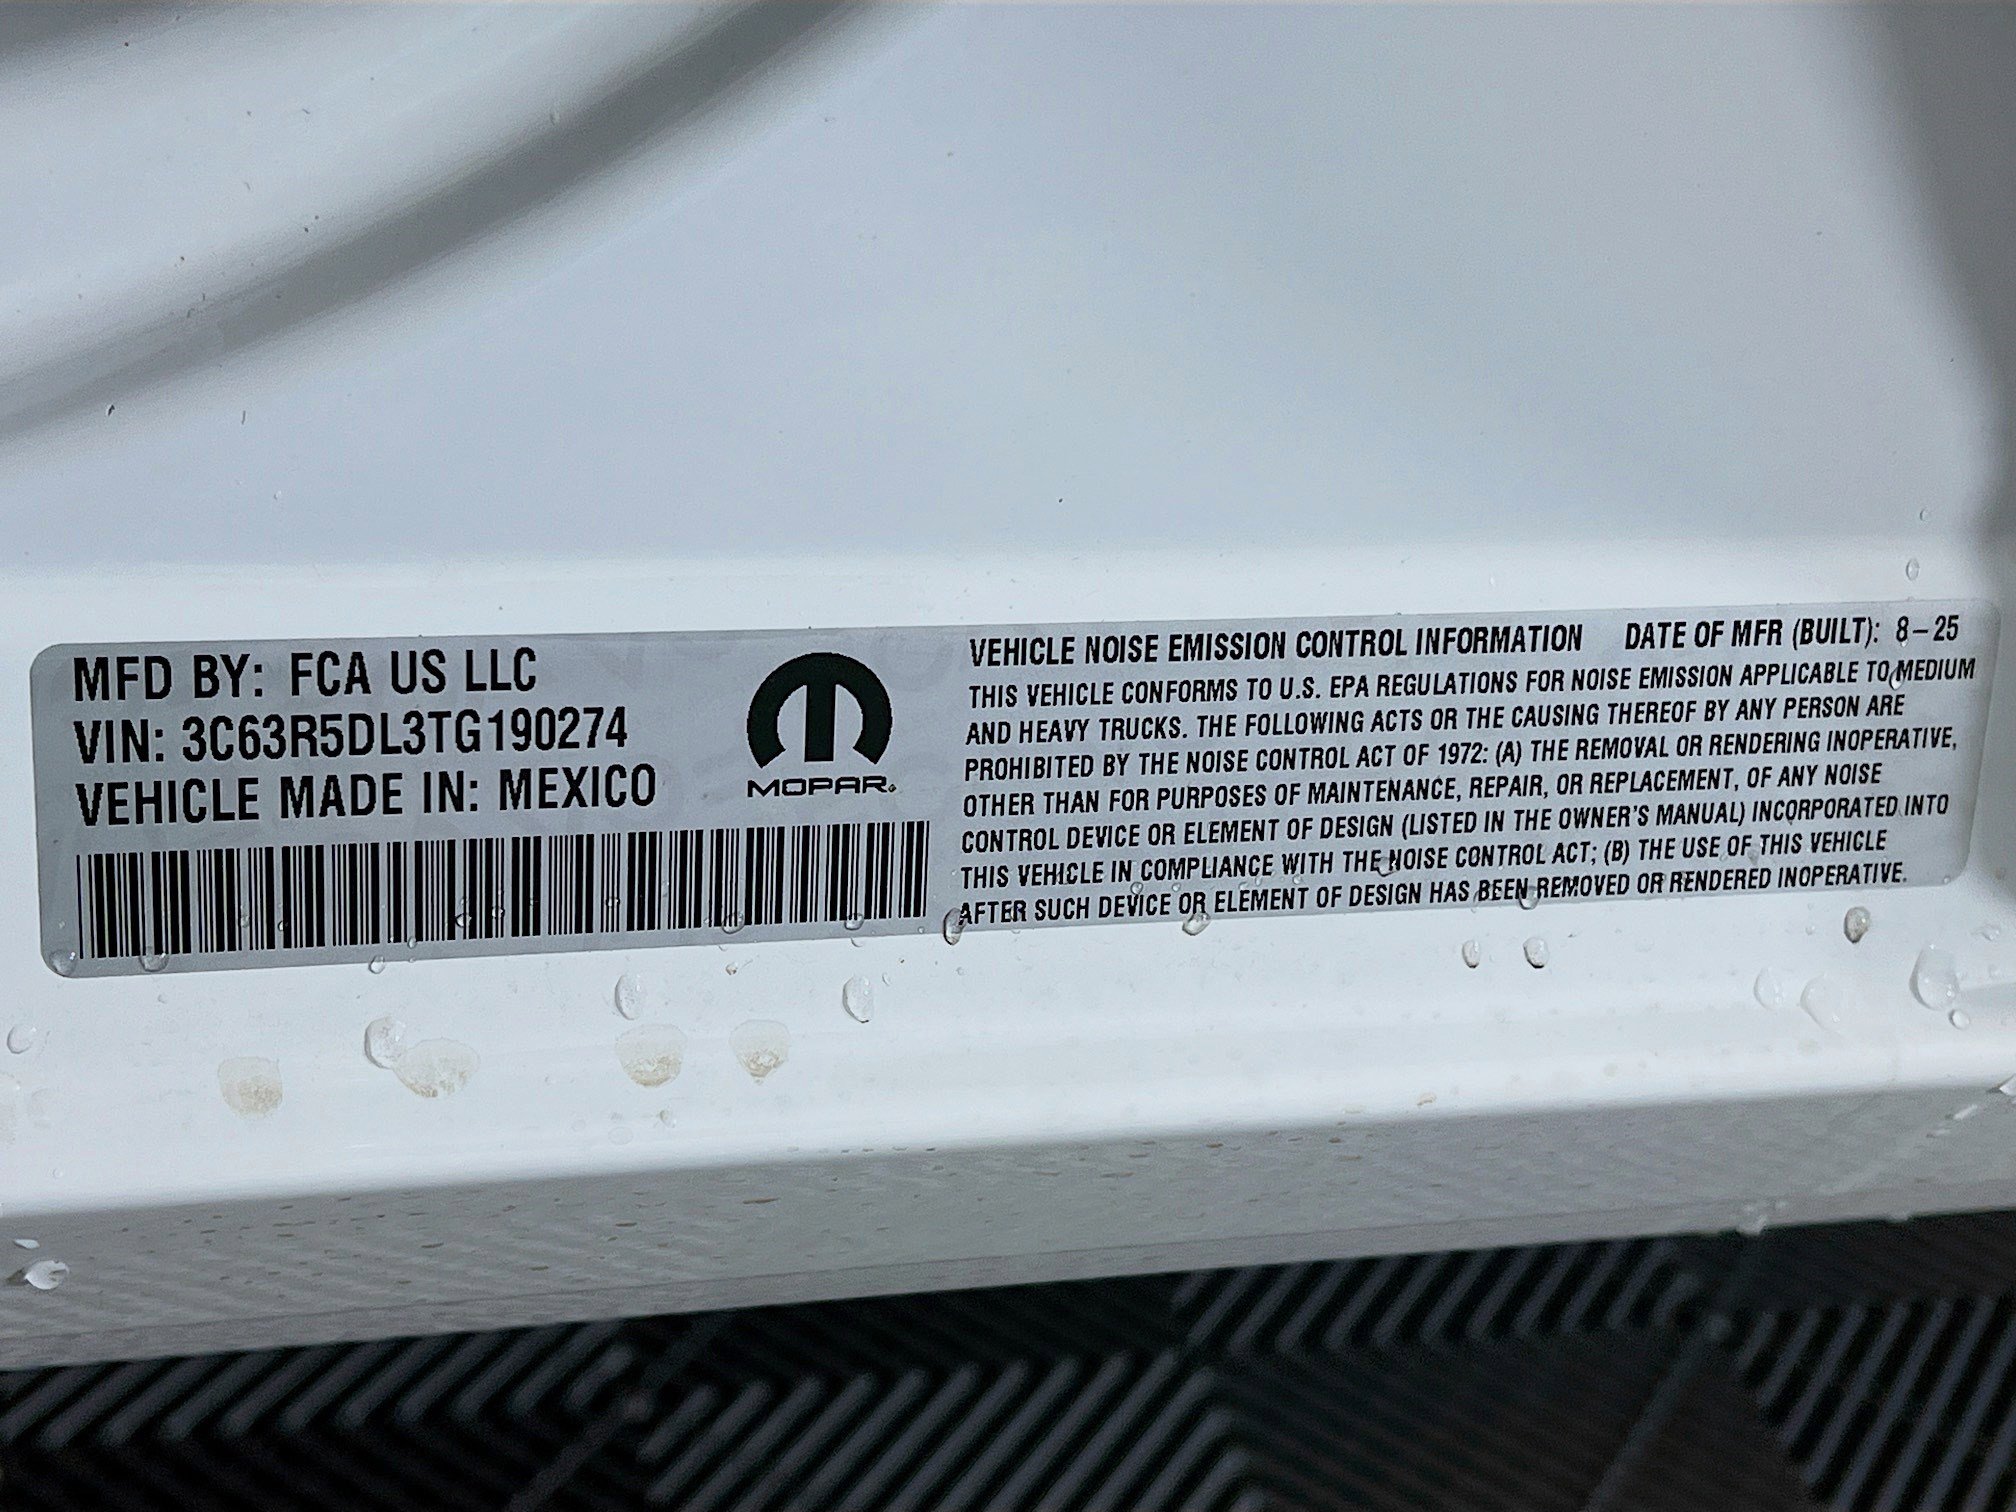 MFD BY: FCA US LLC
VIN: 3C63R5DL3TG190274
VEHICLE MADE IN: MEXICO
MOPAR®
VEHICLE NOISE EMISSION CONTROL INFORMATION DATE OF MFR (BUILT): 8-25
THIS VEHICLE CONFORMS TO U.S. EPA REGULATIONS FOR NOISE EMISSION APPLICABLE TO MEDIUM
AND HEAVY TRUCKS. THE FOLLOWING ACTS OR THE CAUSING THEREOF BY ANY PERSON ARE
PROHIBITED BY THE NOISE CONTROL ACT OF 1972: (A) THE REMOVAL OR RENDERING INOPERATIVE,
OTHER THAN FOR PURPOSES OF MAINTENANCE, REPAIR, OR REPLACEMENT, OF ANY NOISE
CONTROL DEVICE OR ELEMENT OF DESIGN (LISTED IN THE OWNER'S MANUAL) INCORPORATED INTO
THIS VEHICLE IN COMPLIANCE WITH THE NOISE CONTROL ACT; (B) THE USE OF THIS VEHICLE
AFTER SUCH DEVICE OR ELEMENT OF DESIGN HAS BEEN REMOVED OR RENDERED INOPERATIVE.